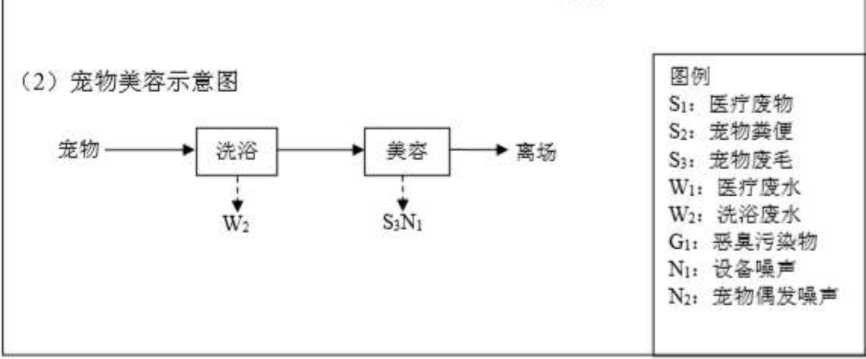 （2）宠物美容示意图
宠物
洗浴
美容
离场
W₂
S₃N₁
图例
S₁：医疗废物
S₂：宠物粪便
S₃：宠物废毛
W₁：医疗废水
W₂：洗浴废水
G₁：恶臭污染物
N₁：设备噪声
N₂：宠物偶发噪声